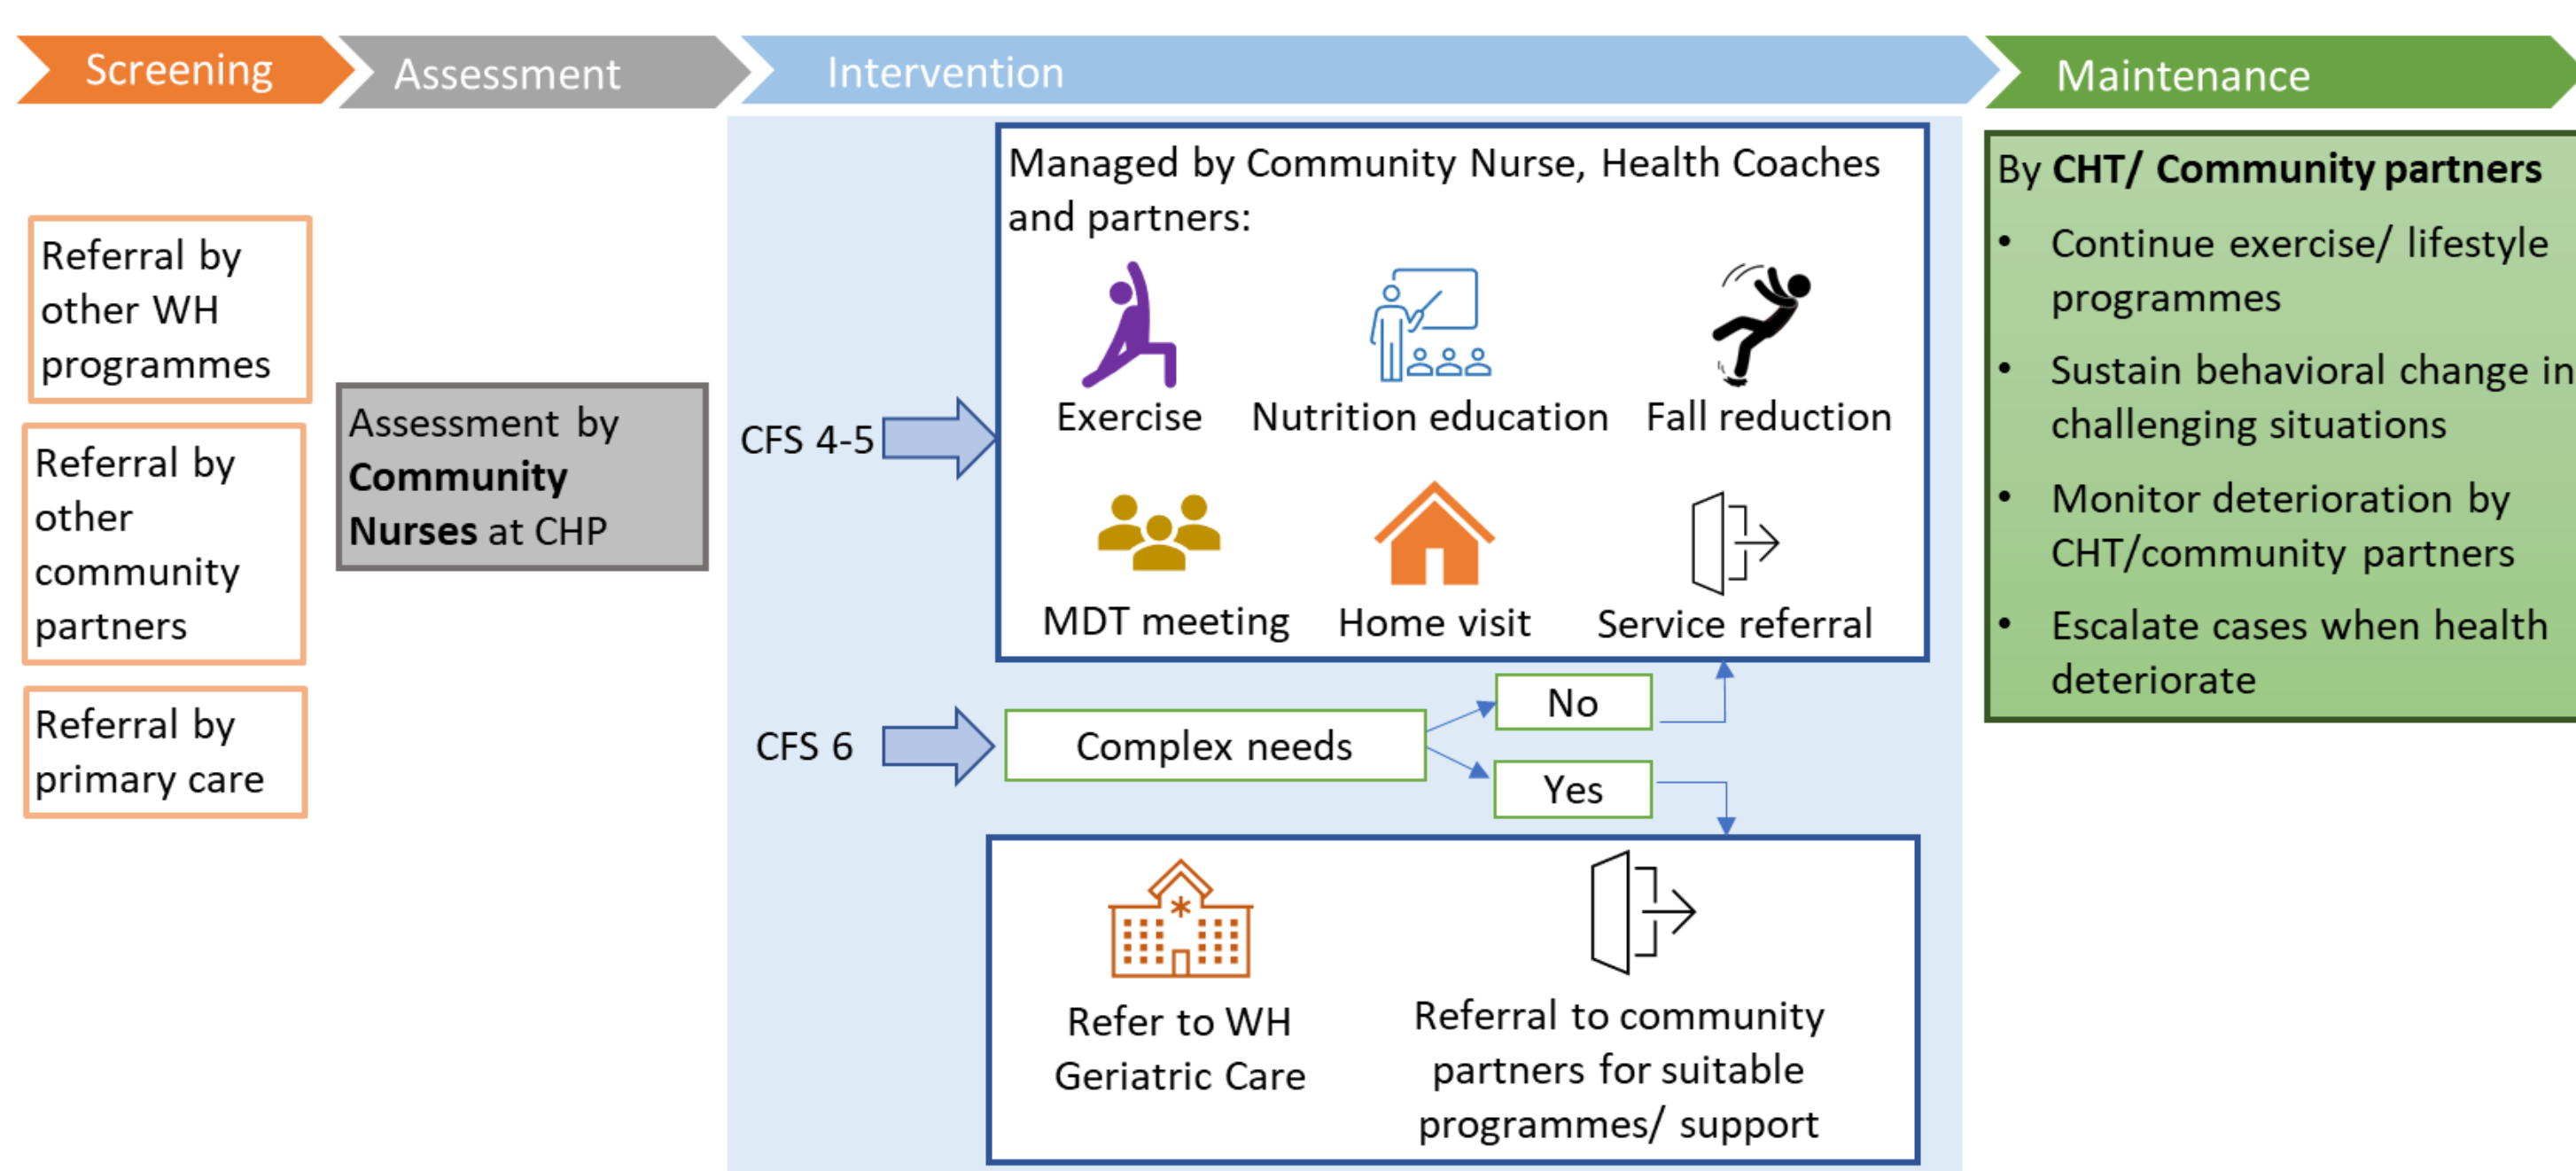 Screening
Assessment
Intervention
Maintenance
Referral by
other WH
programmes
Referral by
other
community
partners
Referral by
primary care
Assessment by
Community
Nurses at CHP
CFS 4-5
Managed by Community Nurse, Health Coaches
and partners:
Exercise
Nutrition education
Fall reduction
MDT meeting
Home visit
Service referral
CFS 6
Complex needs
No
Yes
Refer to WH
Geriatric Care
Referral to community
partners for suitable
programmes/ support
By CHT/ Community partners
• Continue exercise/ lifestyle
programmes
• Sustain behavioral change in
challenging situations
• Monitor deterioration by
CHT/community partners
• Escalate cases when health
deteriorate